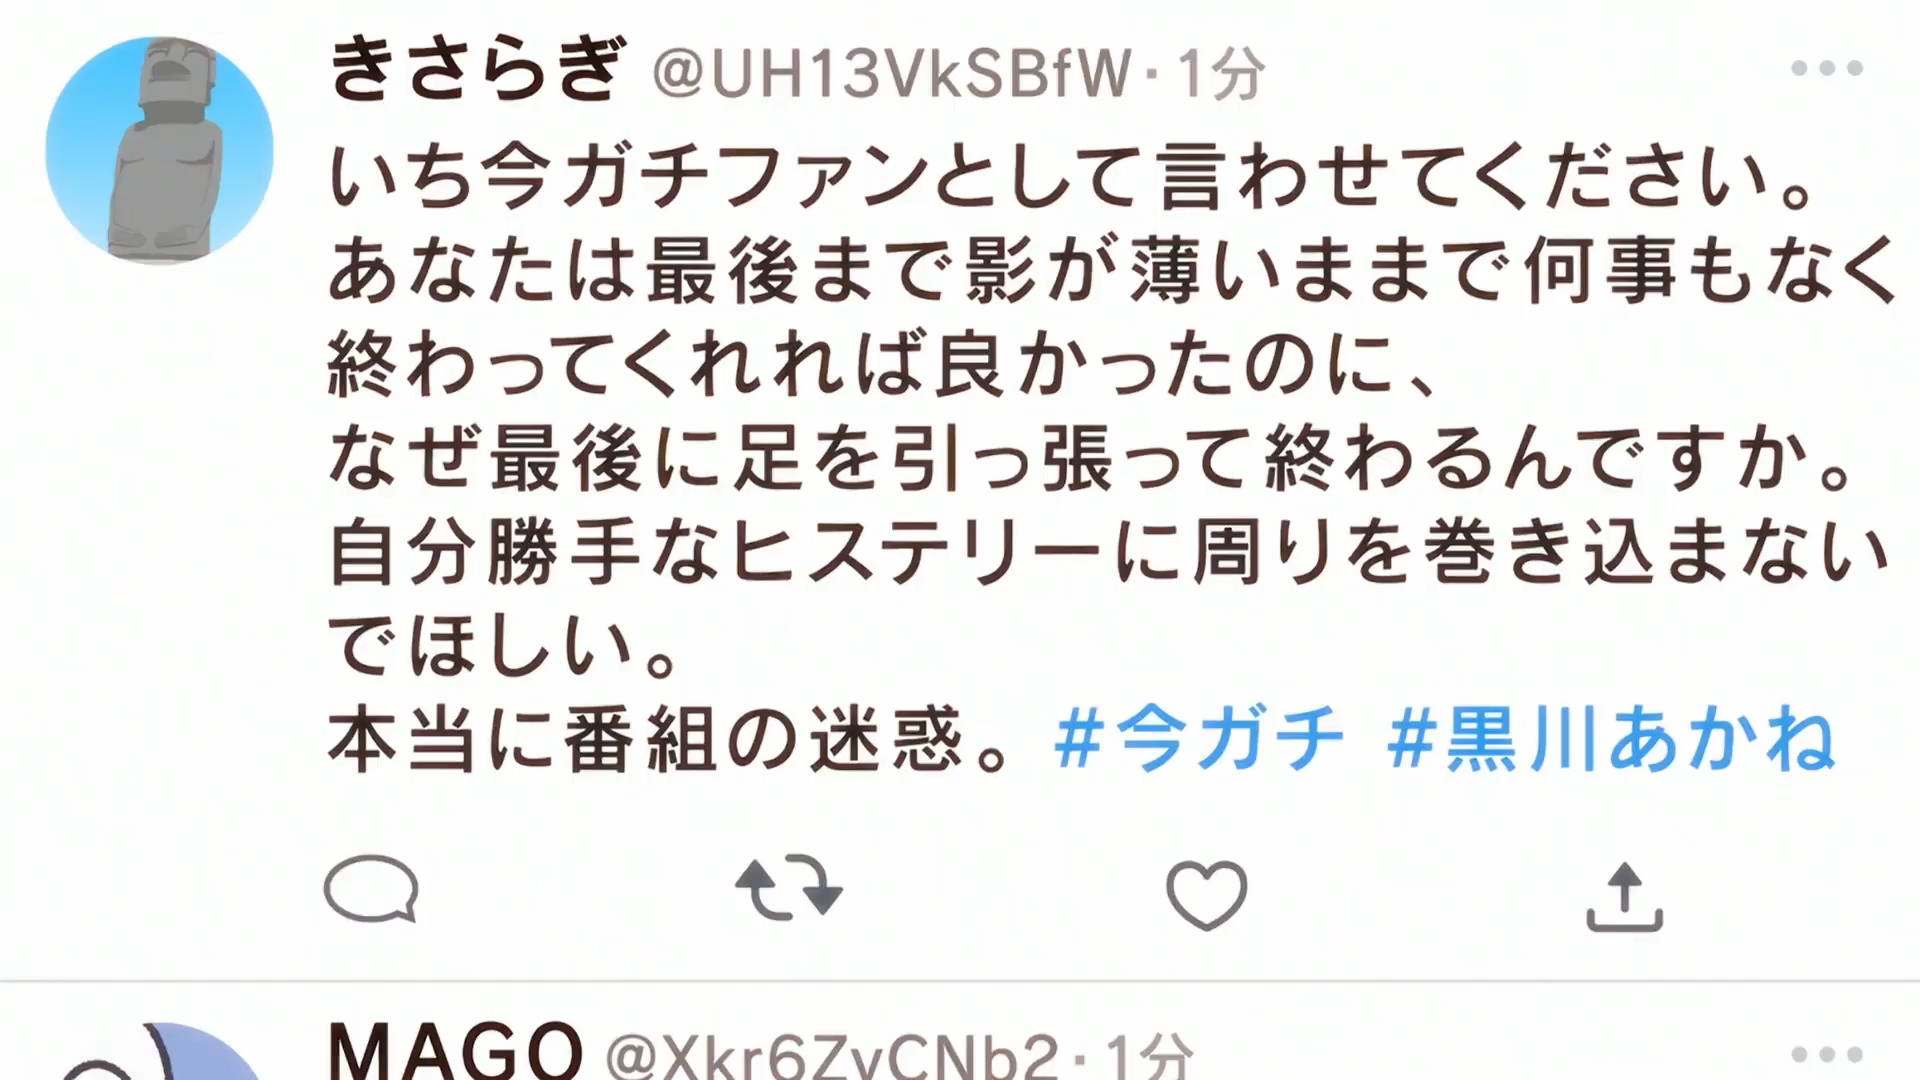 きさらぎ @UH13VkSBfW・1分
いち今ガチファンとして言わせてください。
あなたは最後まで影が薄いままで何事もなく
終わってくれれば良かったのに、
なぜ最後に足を引っ張って終わるんですか。
自分勝手なヒステリーに周りを巻き込まない
でほしい。
本当に番組の迷惑。 #今ガチ #黒川あかね
MAGO @Xkr6ZvCNb2・1分